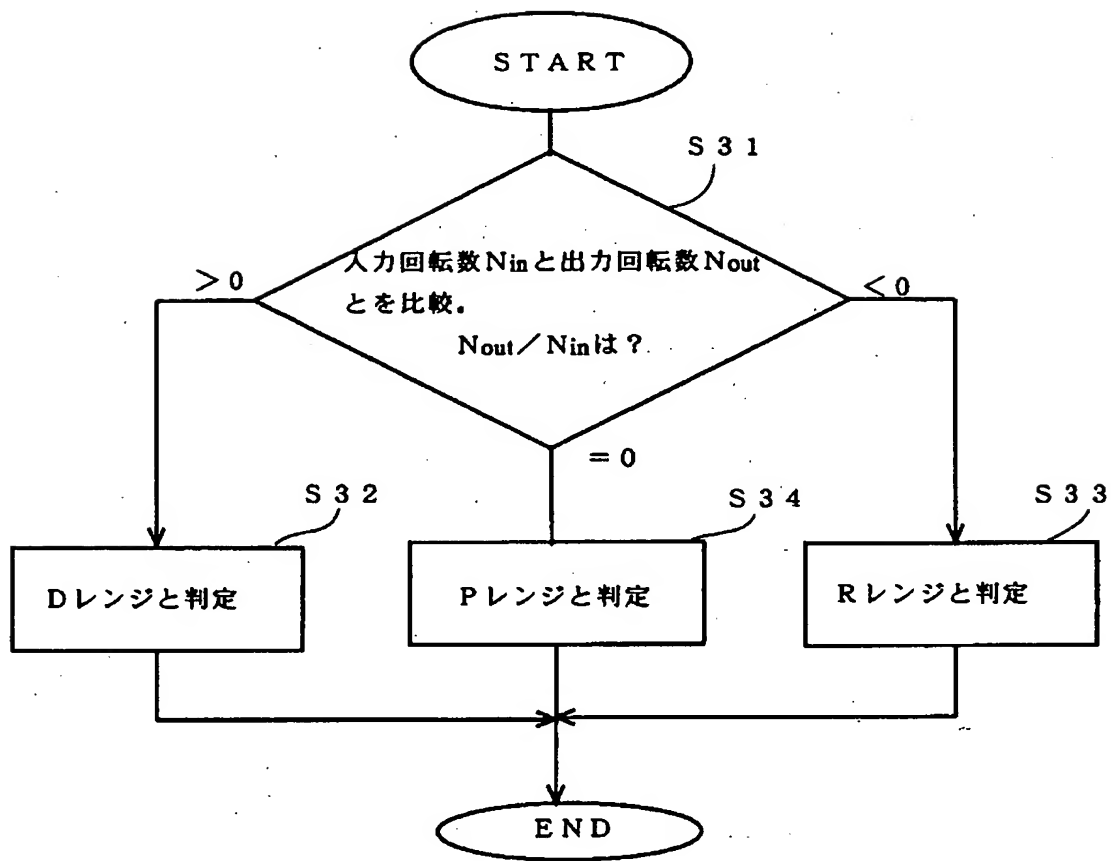 START
S31
入力回転数Ninと出力回転数Nout
とを比較。
Nout／Ninは？
＞0
＜0
＝0
S32
S34
S33
Dレンジと判定
Pレンジと判定
Rレンジと判定
END